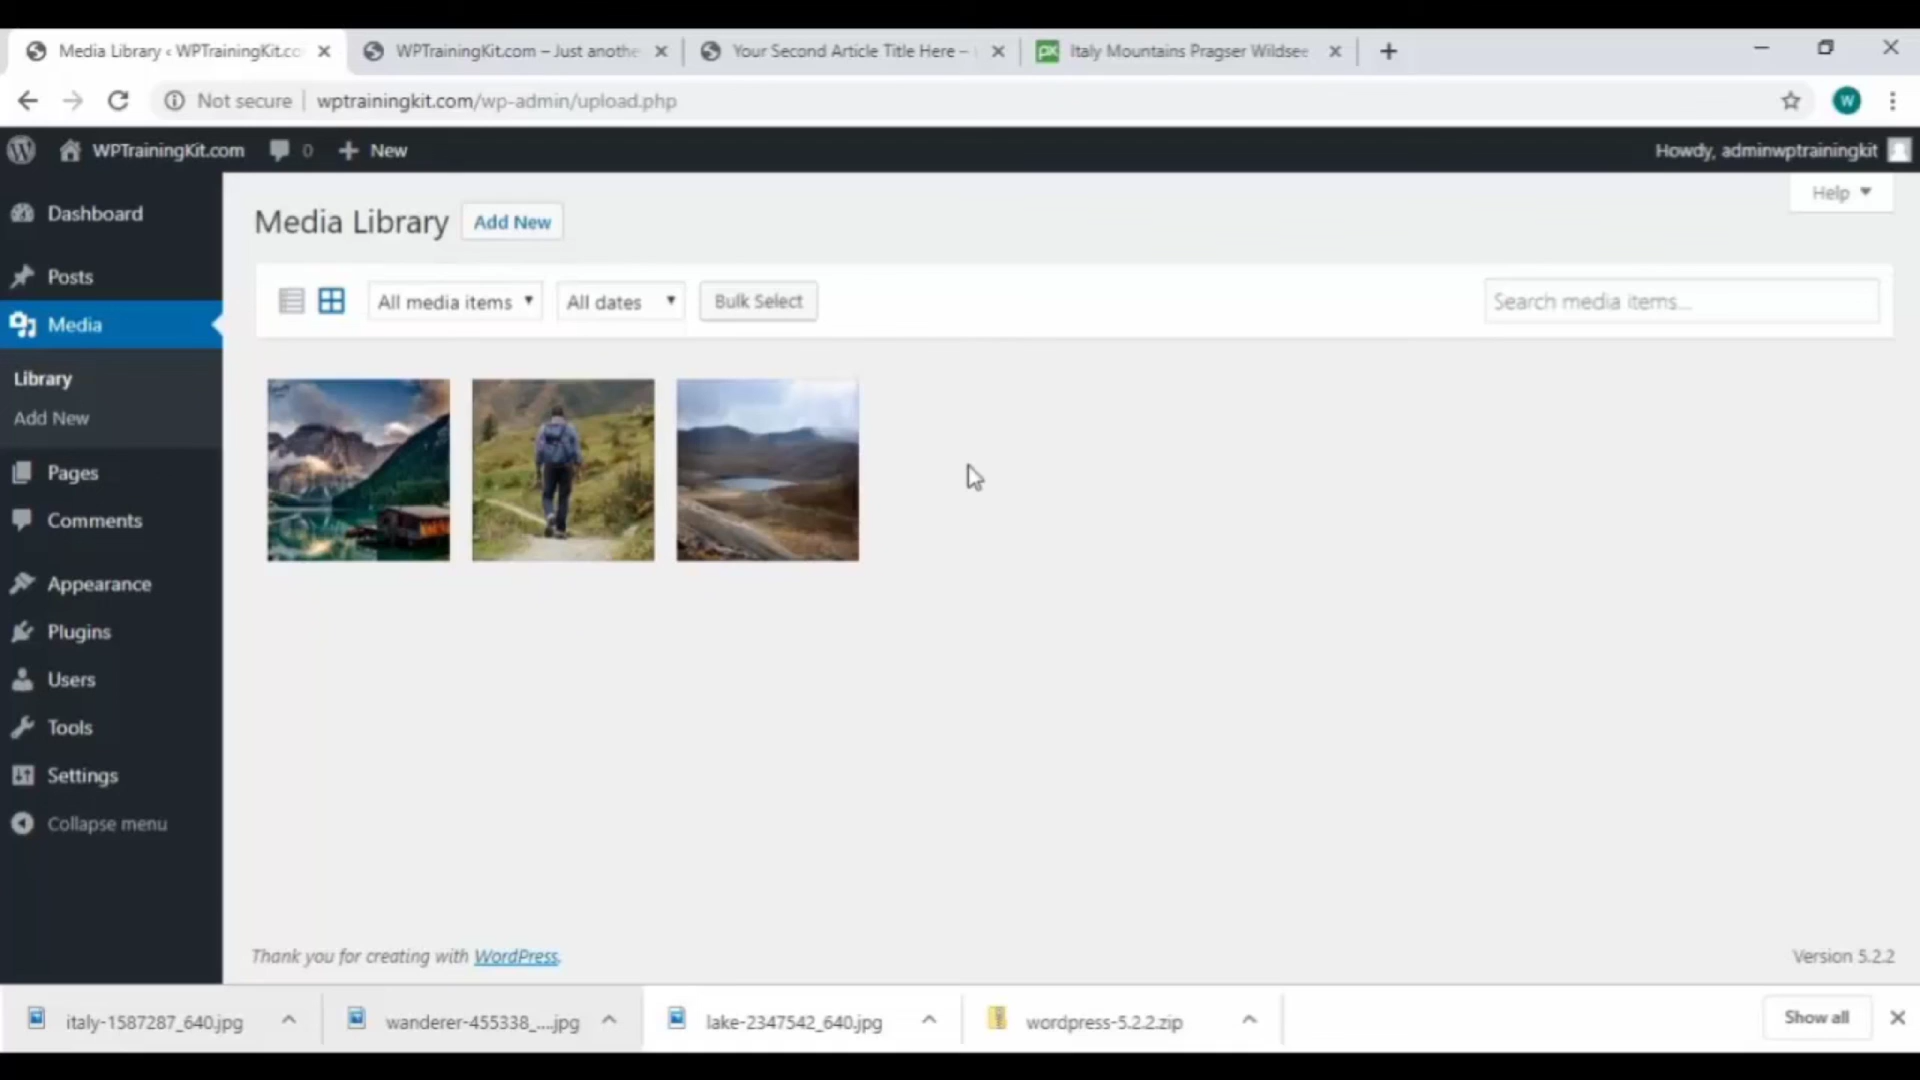 Media Library ‹ WPTrainingKit.co
WPTrainingKit.com – Just anothe
Your Second Article Title Here –
px Italy Mountains Pragser Wildsee
Not secure wptrainingkit.com/wp-admin/upload.php
W
WPTrainingKit.com 0 New
Howdy, adminwptrainingkit
Help
Dashboard
Posts
Media
Library
Add New
Pages
Comments
Appearance
Plugins
Users
Tools
Settings
Collapse menu
Media Library Add New
All media items All dates Bulk Select
Search media items...
Thank you for creating with WordPress.
Version 5.2.2
italy-1587287_640.jpg
wanderer-455338_....jpg
lake-2347542_640.jpg
wordpress-5.2.2.zip
Show all